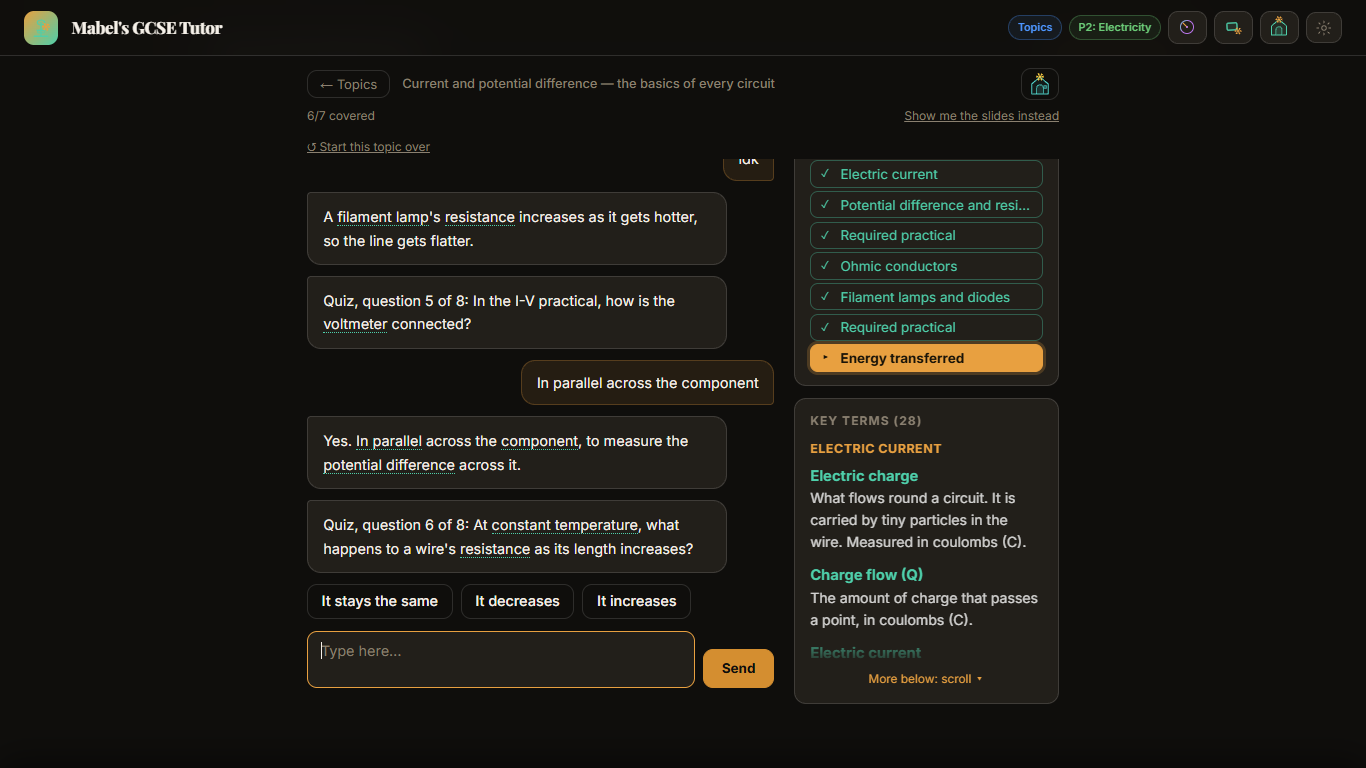 Mabel's GCSE Tutor
Topics
P2: Electricity
← Topics
Current and potential difference — the basics of every circuit
6/7 covered
Show me the slides instead
↺ Start this topic over
idk
A filament lamp's resistance increases as it gets hotter,
so the line gets flatter.
Quiz, question 5 of 8: In the I-V practical, how is the
voltmeter connected?
In parallel across the component
Yes. In parallel across the component, to measure the
potential difference across it.
Quiz, question 6 of 8: At constant temperature, what
happens to a wire's resistance as its length increases?
It stays the same
It decreases
It increases
Type here...
Send
✓ Electric current
✓ Potential difference and resi...
✓ Required practical
✓ Ohmic conductors
✓ Filament lamps and diodes
✓ Required practical
▸ Energy transferred
KEY TERMS (28)
ELECTRIC CURRENT
Electric charge
What flows round a circuit. It is
carried by tiny particles in the
wire. Measured in coulombs (C).
Charge flow (Q)
The amount of charge that passes
a point, in coulombs (C).
Electric current
More below: scroll ▾